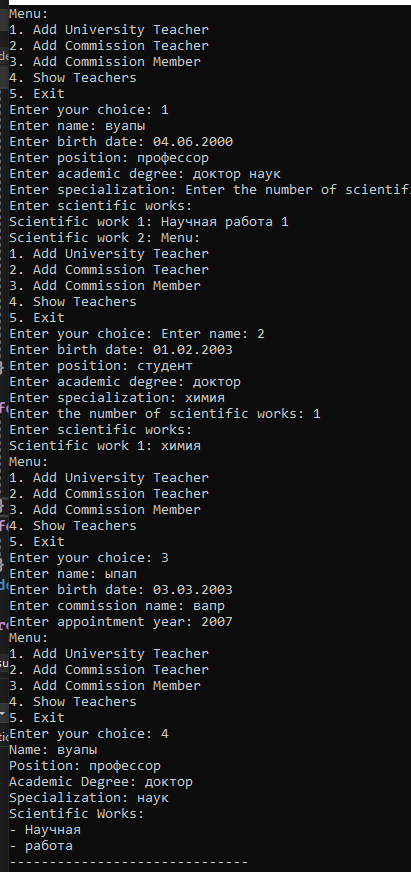 Menu:
1. Add University Teacher
2. Add Commission Teacher
3. Add Commission Member
4. Show Teachers
5. Exit
Enter your choice: 1
Enter name: вуапы
Enter birth date: 04.06.2000
Enter position: профессор
Enter academic degree: доктор наук
Enter specialization: Enter the number of scientif
Enter scientific works:
Scientific work 1: Научная работа 1
Scientific work 2: Menu:
1. Add University Teacher
2. Add Commission Teacher
3. Add Commission Member
4. Show Teachers
5. Exit
Enter your choice: Enter name: 2
Enter birth date: 01.02.2003
Enter position: студент
Enter academic degree: доктор
Enter specialization: химия
Enter the number of scientific works: 1
Enter scientific works:
Scientific work 1: химия
Menu:
1. Add University Teacher
2. Add Commission Teacher
3. Add Commission Member
4. Show Teachers
5. Exit
Enter your choice: 3
Enter name: ыпап
Enter birth date: 03.03.2003
Enter commission name: вапр
Enter appointment year: 2007
Menu:
1. Add University Teacher
2. Add Commission Teacher
3. Add Commission Member
4. Show Teachers
5. Exit
Enter your choice: 4
Name: вуапы
Position: профессор
Academic Degree: доктор
Specialization: наук
Scientific Works:
- Научная
- работа
------------------------------